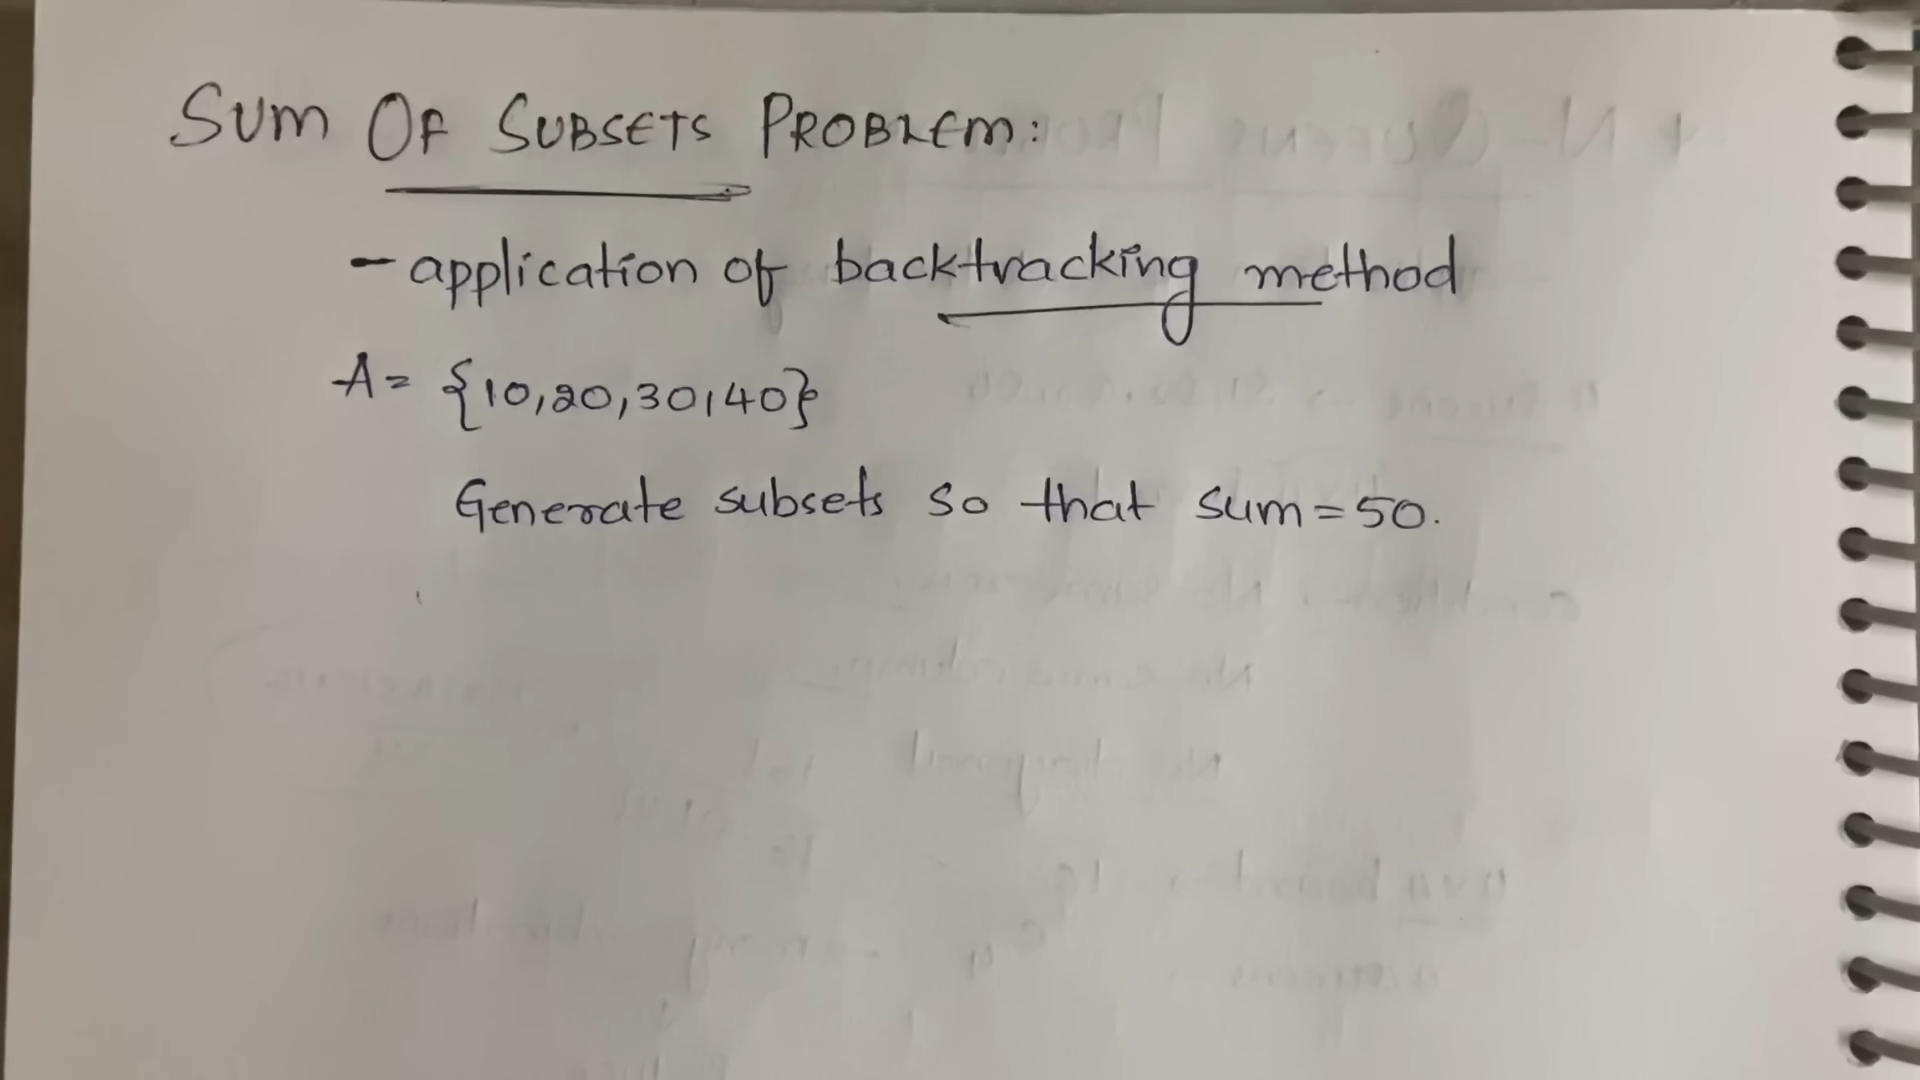 SUM OF SUBSETS PROBLEM:
- application of backtracking method
A = {10,20,30,40}
Generate subsets so that sum = 50.